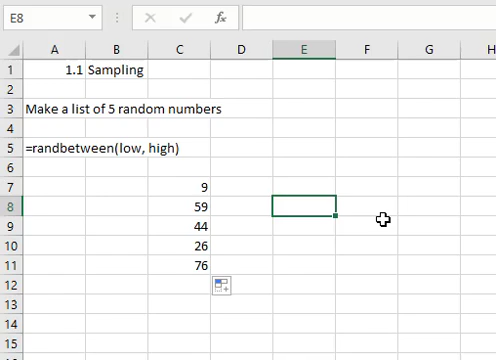 E8
fx
A B C D E F G H
1 1.1 Sampling
2
3 Make a list of 5 random numbers
4
5 =randbetween(low, high)
6
7 9
8 59
9 44
10 26
11 76
12
13
14
15